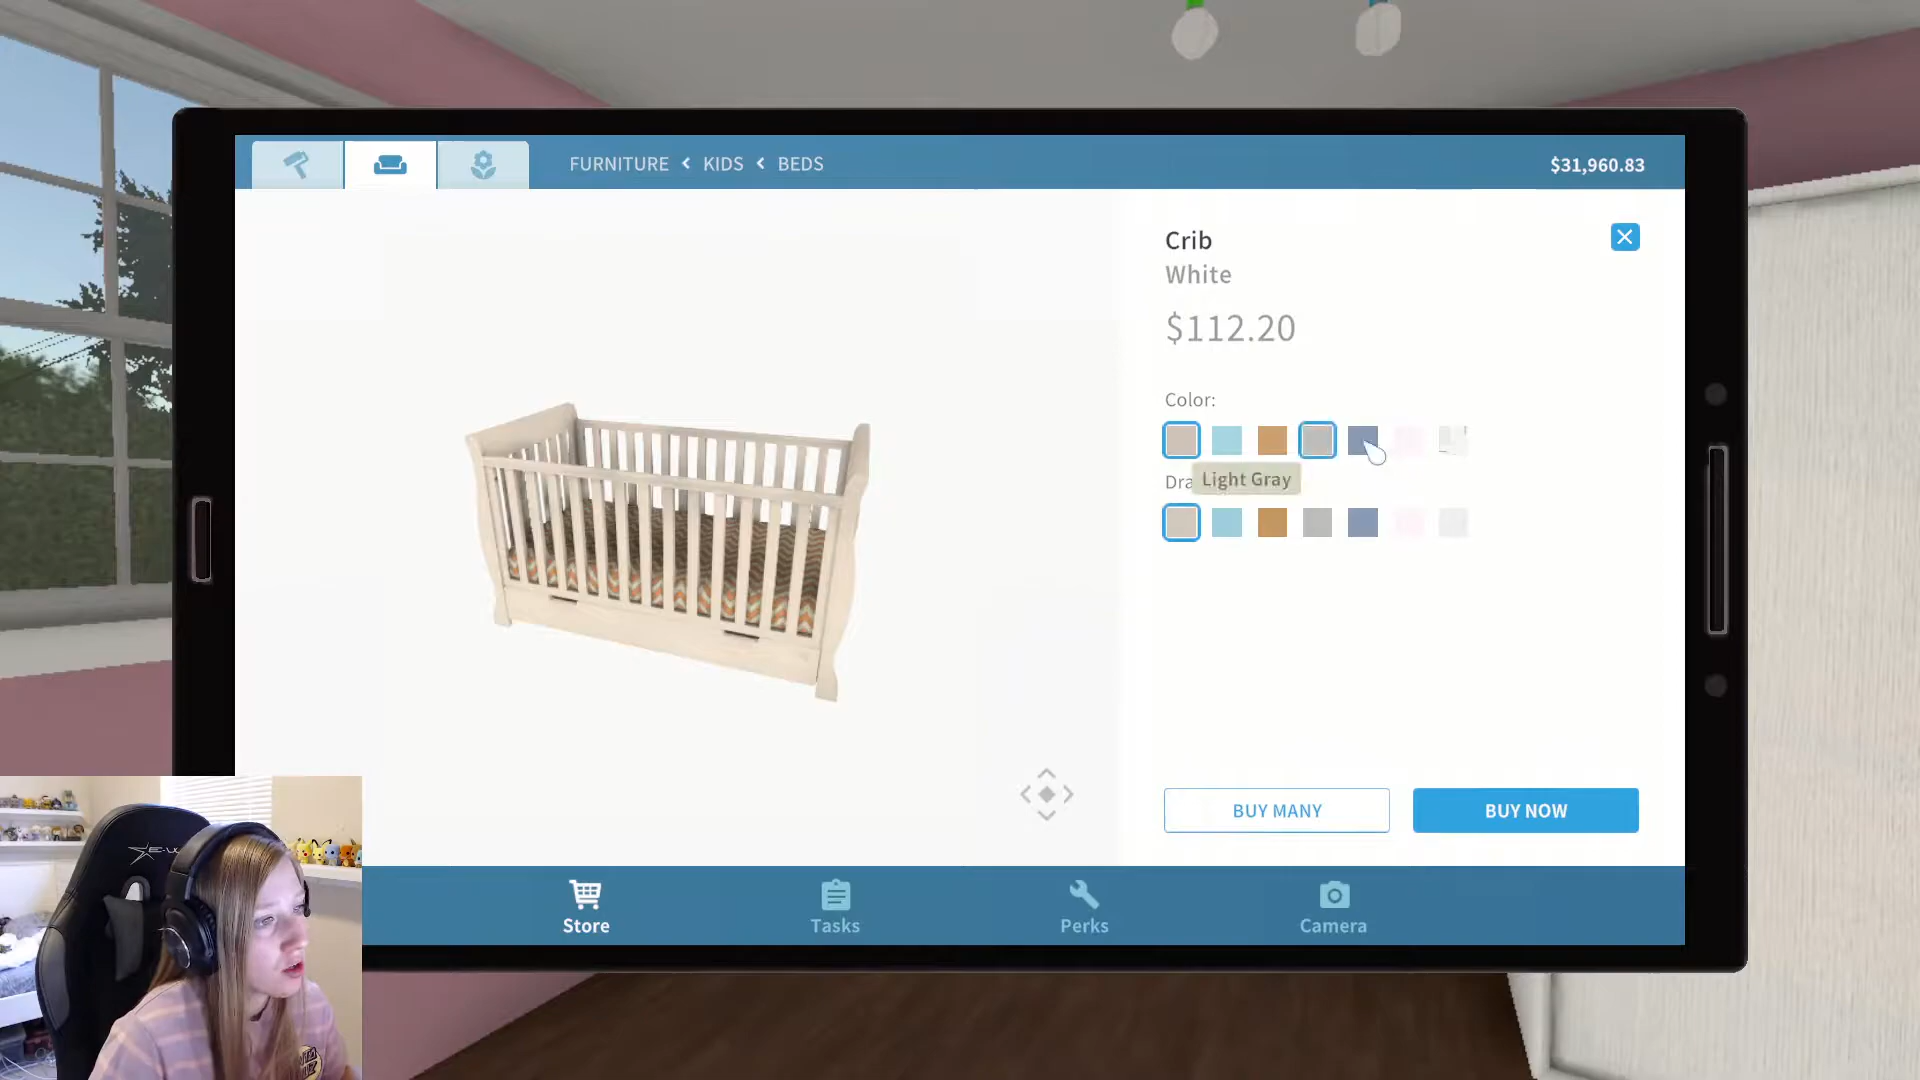 FURNITURE < KIDS < BEDS
$31,960.83
Crib
White
$112.20
Color:
Light Gray
Dra
BUY MANY
BUY NOW
Store
Tasks
Perks
Camera